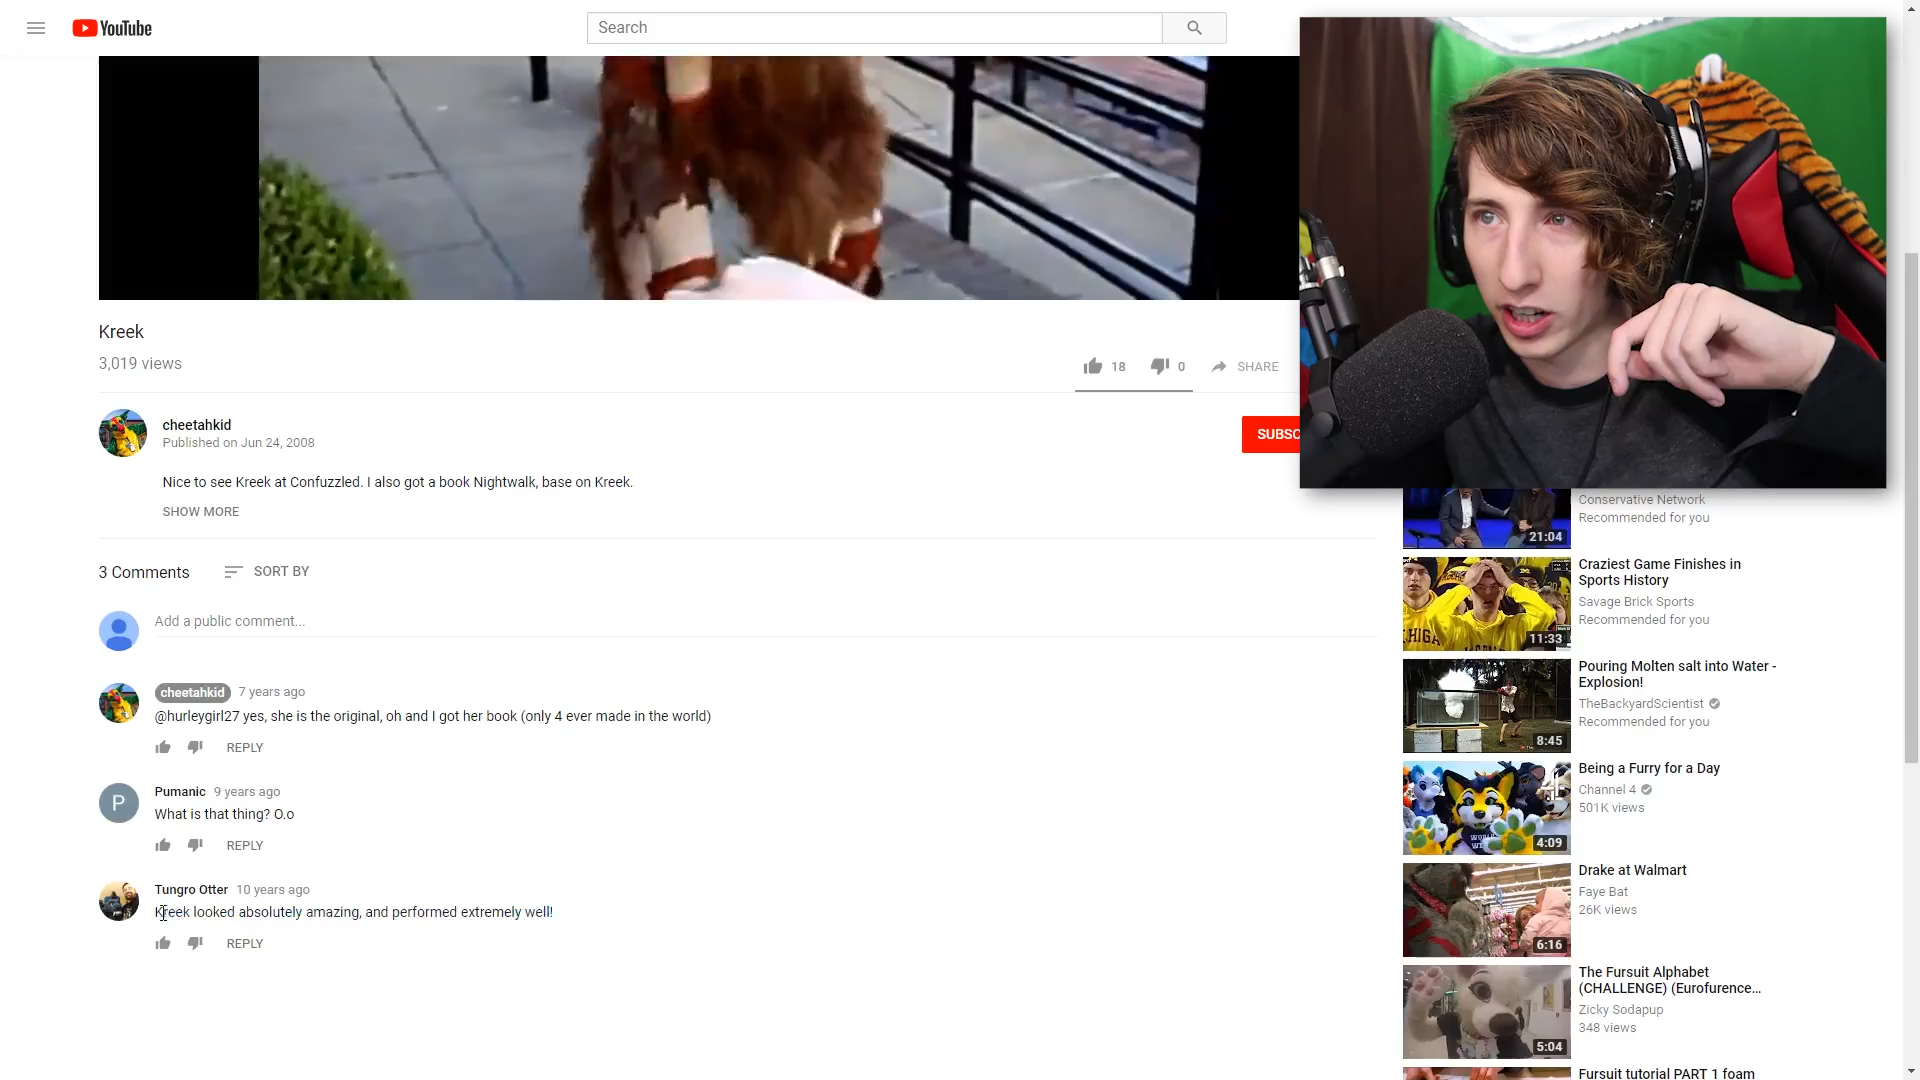 YouTube
Search
Kreek
3,019 views
18
0
SHARE
SUBSC
cheetahkid
Published on Jun 24, 2008
Nice to see Kreek at Confuzzled. I also got a book Nightwalk, base on Kreek.
SHOW MORE
3 Comments
SORT BY
Add a public comment...
cheetahkid 7 years ago
@hurleygirl27 yes, she is the original, oh and I got her book (only 4 ever made in the world)
REPLY
P
Pumanic 9 years ago
What is that thing? O.o
REPLY
Tungro Otter 10 years ago
Kreek looked absolutely amazing, and performed extremely well!
REPLY
Conservative Network
Recommended for you
21:04
Craziest Game Finishes in
Sports History
Savage Brick Sports
Recommended for you
11:33
Pouring Molten salt into Water -
Explosion!
TheBackyardScientist
Recommended for you
8:45
Being a Furry for a Day
Channel 4
501K views
4:09
Drake at Walmart
Faye Bat
26K views
6:16
The Fursuit Alphabet
(CHALLENGE) (Eurofurence...
Zicky Sodapup
348 views
5:04
Fursuit tutorial PART 1 foam